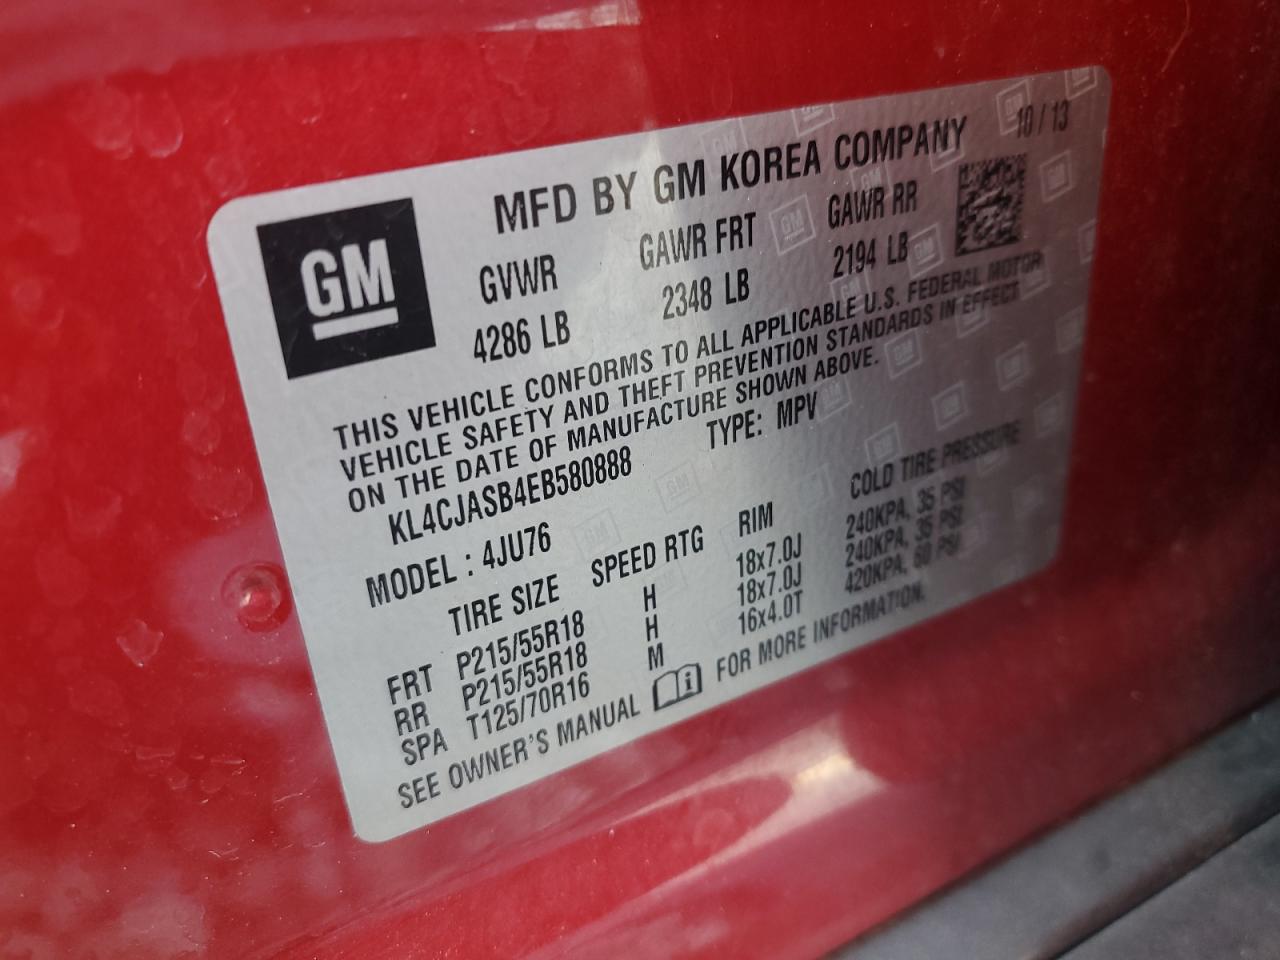 10 / 13
GM
MFD BY GM KOREA COMPANY
GVWR GAWR FRT GAWR RR
4286 LB 2348 LB 2194 LB
THIS VEHICLE CONFORMS TO ALL APPLICABLE U.S. FEDERAL MOTOR
VEHICLE SAFETY AND THEFT PREVENTION STANDARDS IN EFFECT
ON THE DATE OF MANUFACTURE SHOWN ABOVE.
KL4CJASB4EB580888 TYPE: MPV
MODEL : 4JU76
TIRE SIZE SPEED RTG RIM COLD TIRE PRESSURE
FRT P215/55R18 H 18x7.0J 240KPA, 35 PSI
RR P215/55R18 H 18x7.0J 240KPA, 35 PSI
SPA T125/70R16 M 16x4.0T 420KPA, 60 PSI
SEE OWNER'S MANUAL FOR MORE INFORMATION.